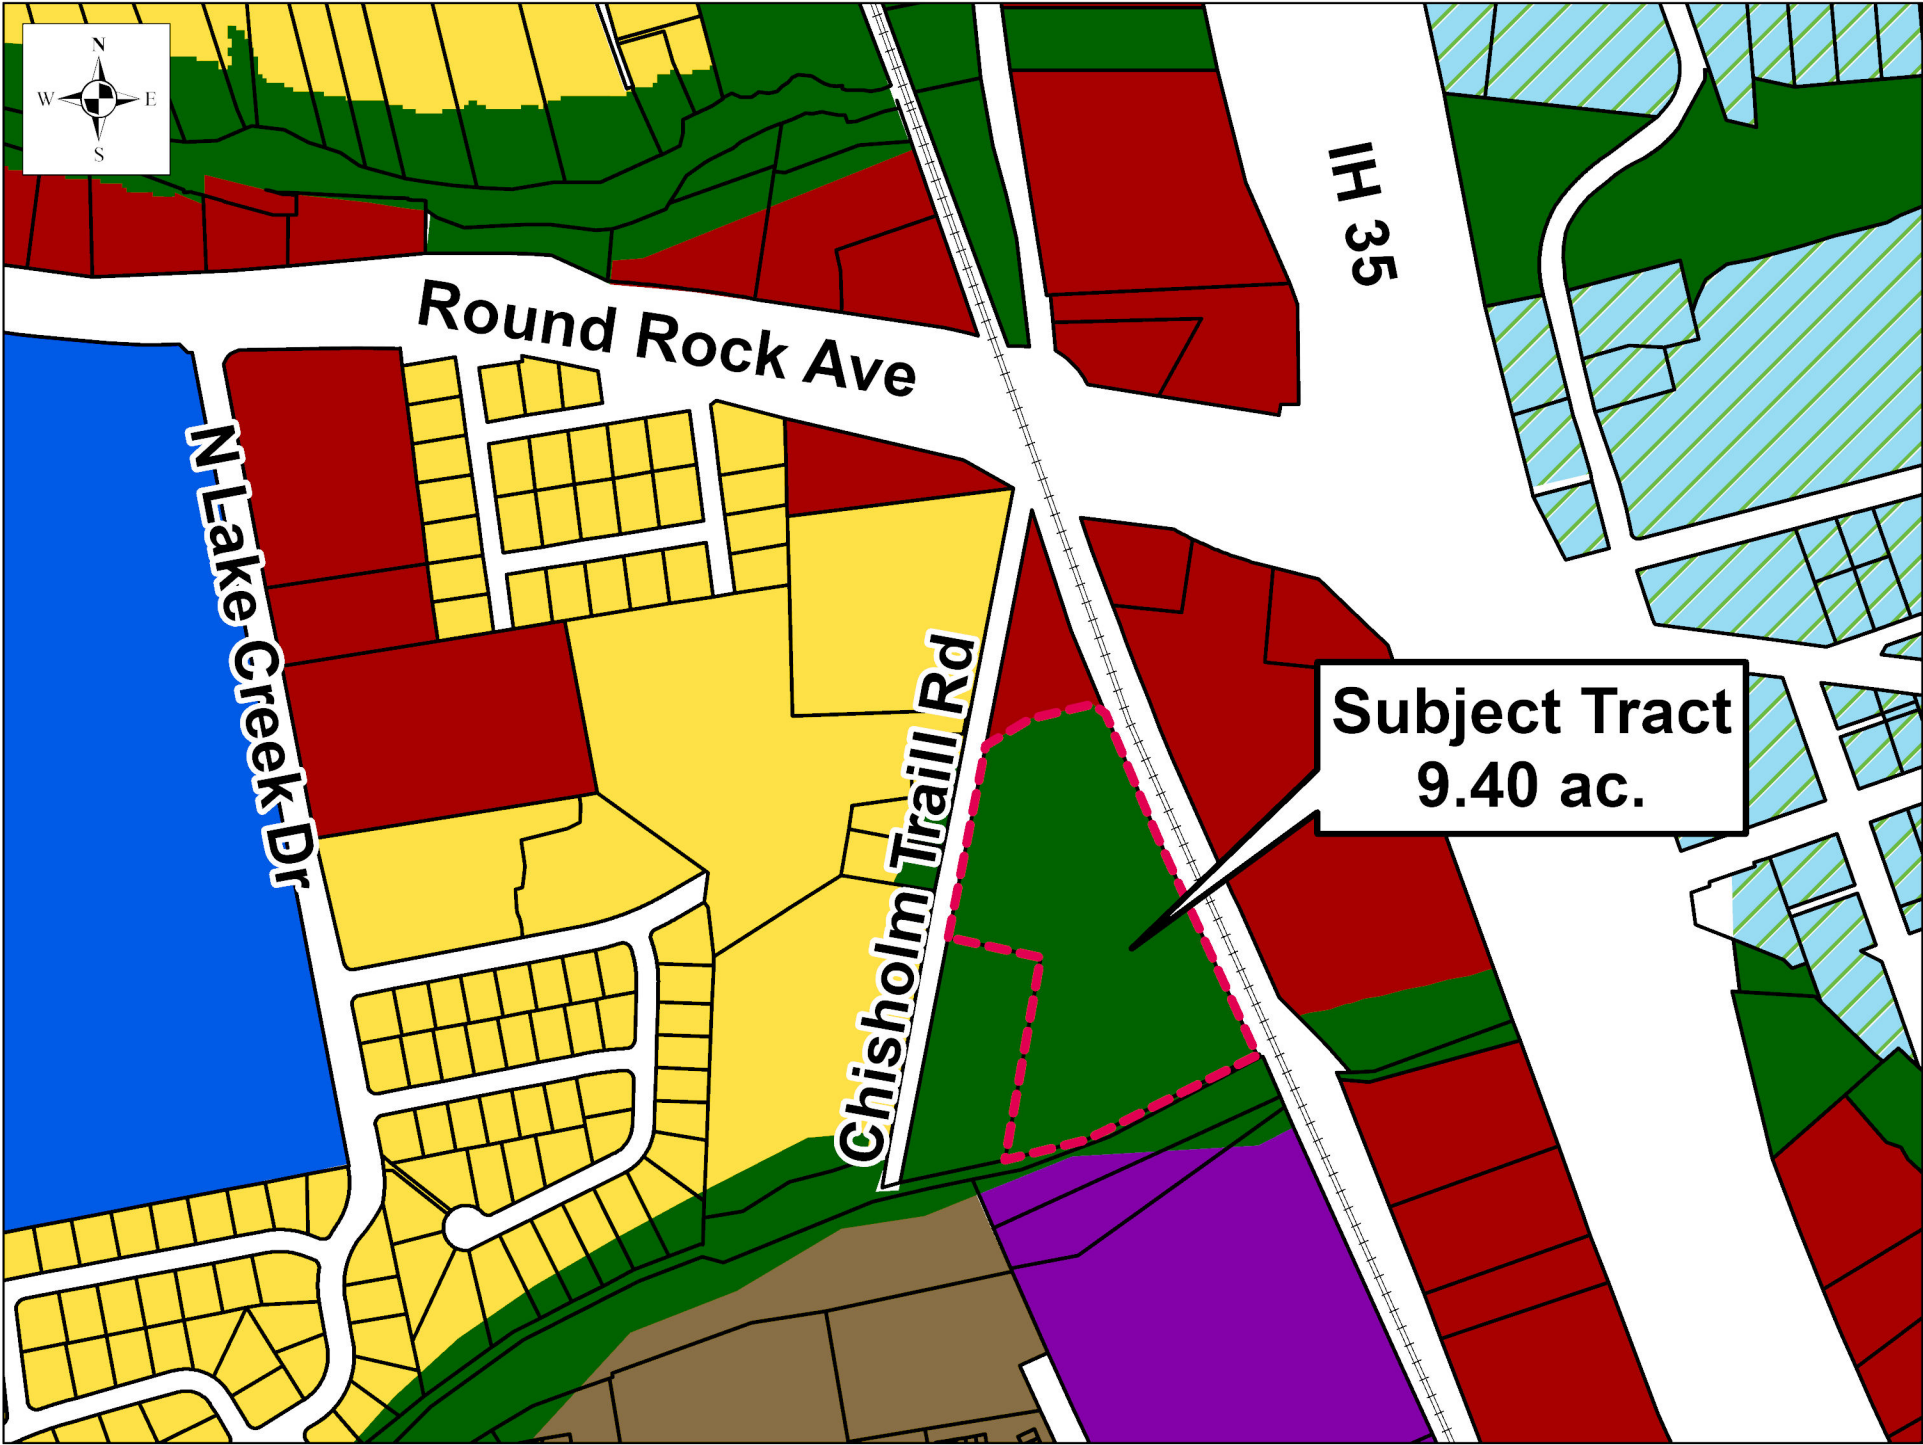 N
W E
S
IH 35
Round Rock Ave
N Lake Creek Dr
Chisholm Traill Rd
Subject Tract
9.40 ac.